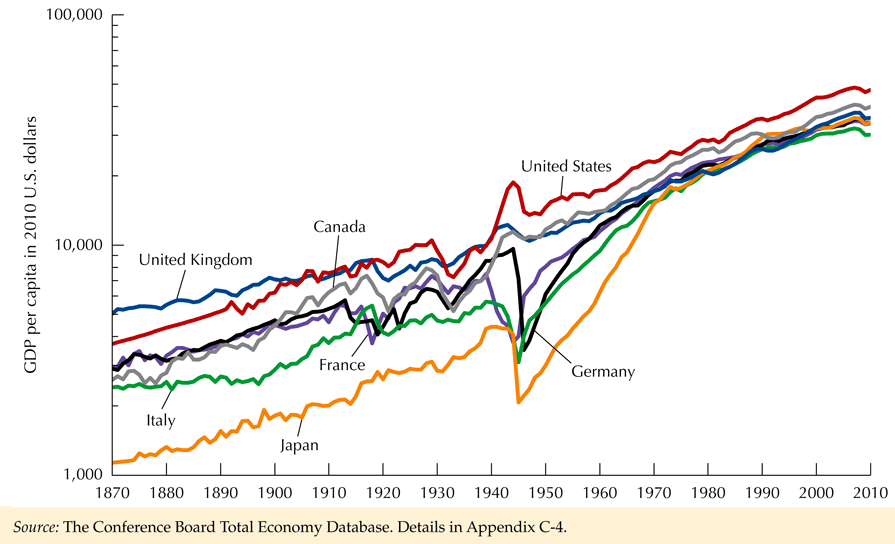 100,000
GDP per capita in 2010 U.S. dollars
United States
Canada
10,000
United Kingdom
France
Germany
Italy
Japan
1,000
1870 1880 1890 1900 1910 1920 1930 1940 1950 1960 1970 1980 1990 2000 2010
Source: The Conference Board Total Economy Database. Details in Appendix C-4.